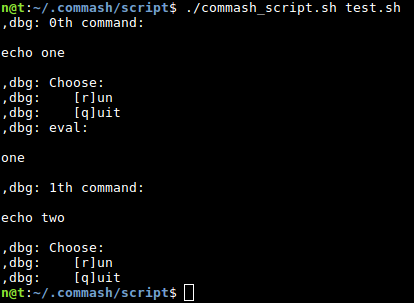 n@t:~/.commash/script$ ./commash_script.sh test.sh
,dbg: 0th command:
echo one
,dbg: Choose:
,dbg:    [r]un
,dbg:    [q]uit
,dbg: eval:
one
,dbg: 1th command:
echo two
,dbg: Choose:
,dbg:    [r]un
,dbg:    [q]uit
n@t:~/.commash/script$